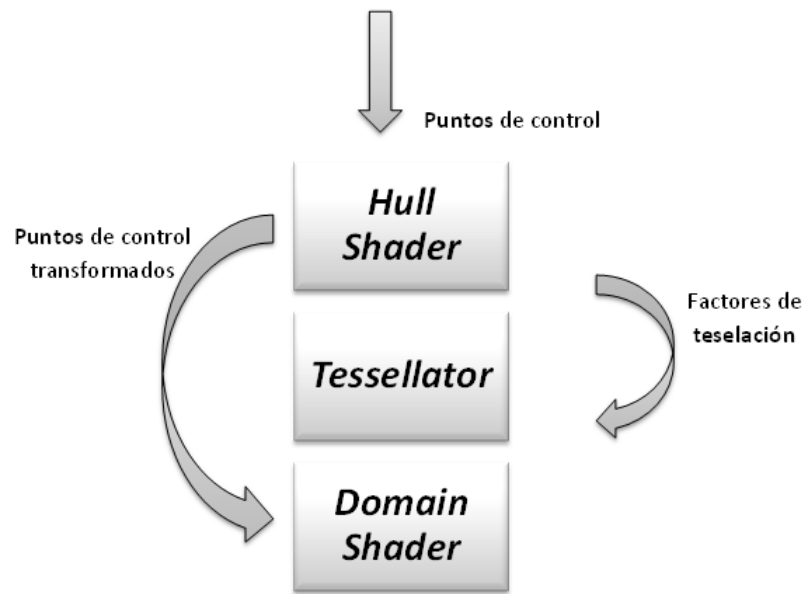 Puntos de control
Hull
Shader
Puntos de control
transformados
Factores de
teselación
Tessellator
Domain
Shader